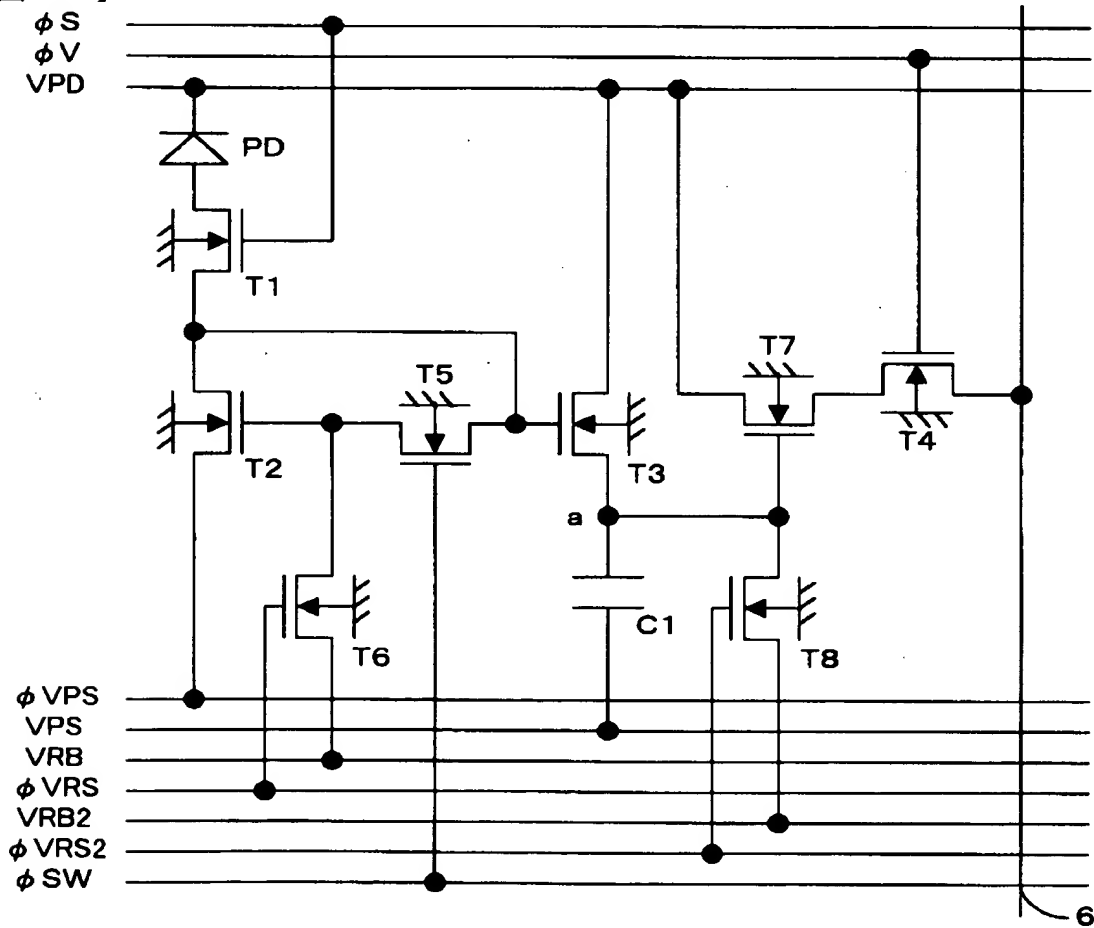 φS
φV
VPD
PD
T1
T7
T5
T4
T2
T3
a
C1
T6
T8
φVPS
VPS
VRB
φVRS
VRB2
φVRS2
φSW
6